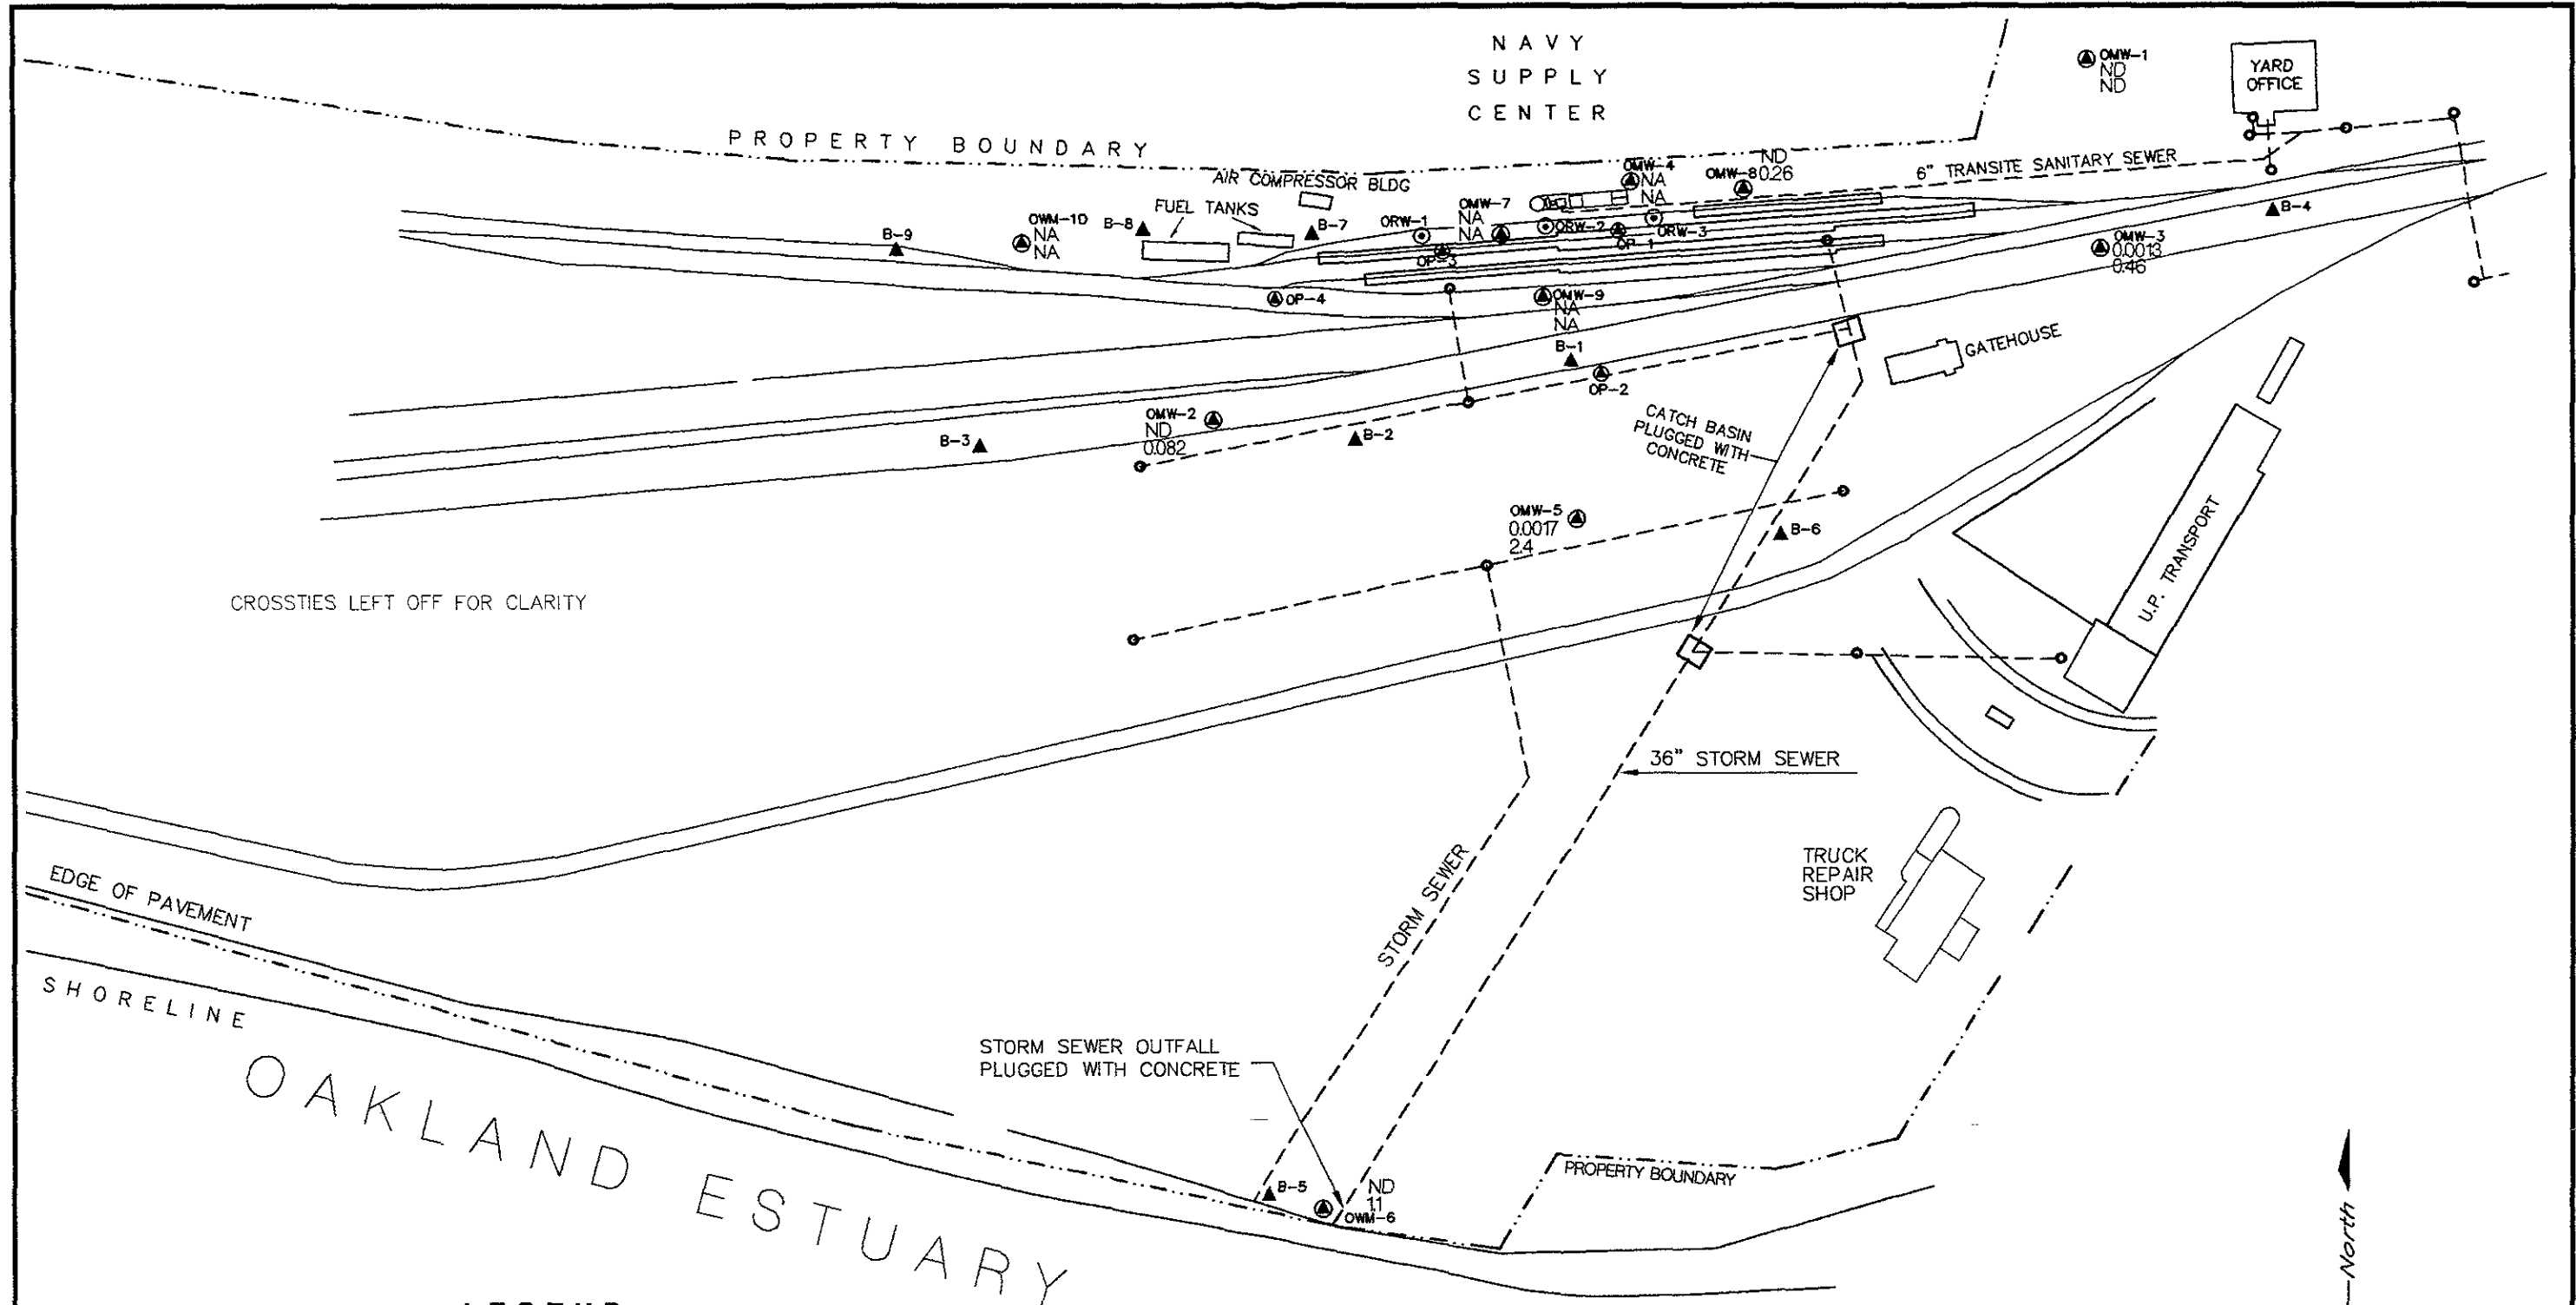 NAVY
SUPPLY
CENTER
OMW-1
ND
ND
YARD
OFFICE
PROPERTY BOUNDARY
AIR COMPRESSOR BLDG
OMW-4
NA
NA
ND
OMW-8 0.26
6" TRANSITE SANITARY SEWER
FUEL TANKS
OWM-10
NA
NA
B-9
B-8
B-7
ORW-1
OMW-7
NA
NA
ORW-2
OP-1
ORW-3
OP-3
OP-4
OMW-9
NA
NA
B-4
OMW-3
0.0013
0.46
B-1
OP-2
GATEHOUSE
OMW-2
ND
0.082
B-3
B-2
CATCH BASIN
PLUGGED WITH
CONCRETE
OMW-5
0.0017
2.4
B-6
U.P. TRANSPORT
CROSSTIES LEFT OFF FOR CLARITY
36" STORM SEWER
STORM SEWER
TRUCK
REPAIR
SHOP
EDGE OF PAVEMENT
SHORELINE
OAKLAND ESTUARY
STORM SEWER OUTFALL
PLUGGED WITH CONCRETE
B-5
ND
OWM-6
PROPERTY BOUNDARY
North